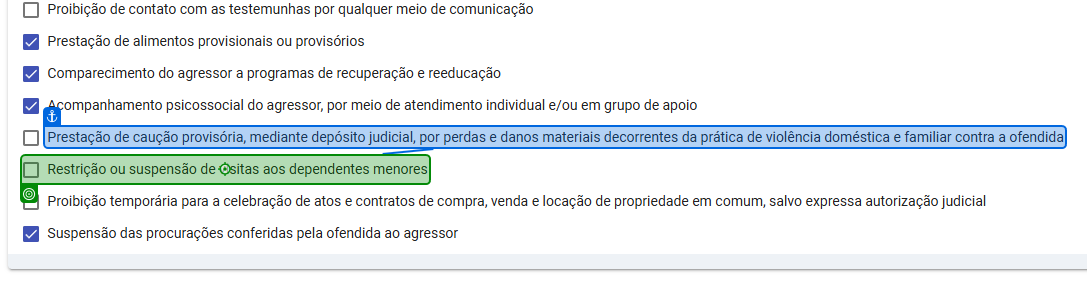 Proibição de contato com as testemunhas por qualquer meio de comunicação
Prestação de alimentos provisionais ou provisórios
Comparecimento do agressor a programas de recuperação e reeducação
Acompanhamento psicossocial do agressor, por meio de atendimento individual e/ou em grupo de apoio
Prestação de caução provisória, mediante depósito judicial, por perdas e danos materiais decorrentes da prática de violência doméstica e familiar contra a ofendida
Restrição ou suspensão de visitas aos dependentes menores
Proibição temporária para a celebração de atos e contratos de compra, venda e locação de propriedade em comum, salvo expressa autorização judicial
Suspensão das procurações conferidas pela ofendida ao agressor